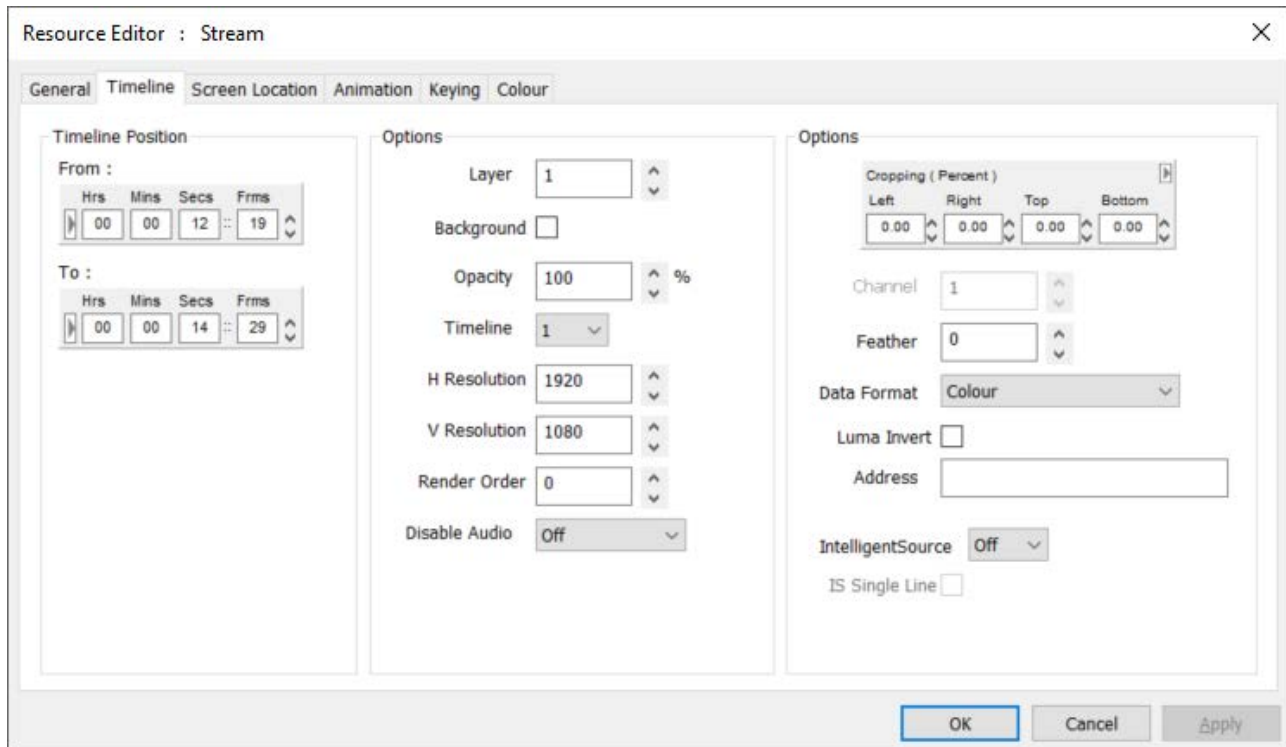 Resource Editor : Stream
General Timeline Screen Location Animation Keying Colour
Timeline Position
From :
Hrs Mins Secs Frms
00 00 12 :: 19
To :
Hrs Mins Secs Frms
00 00 14 :: 29
Options
Layer 1
Background
Opacity 100 %
Timeline 1
H Resolution 1920
V Resolution 1080
Render Order 0
Disable Audio Off
Options
Cropping ( Percent )
Left Right Top Bottom
0.00 0.00 0.00 0.00
Channel 1
Feather 0
Data Format Colour
Luma Invert
Address
IntelligentSource Off
IS Single Line
OK Cancel Apply